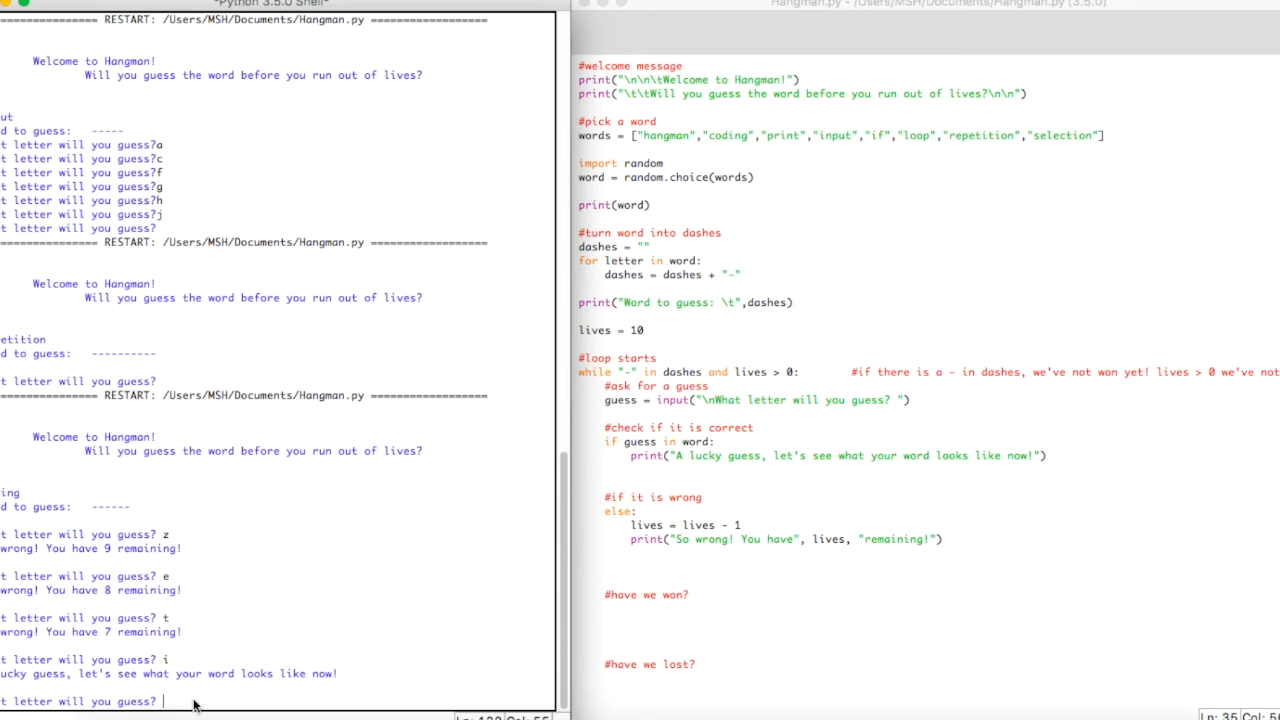 *Python 3.5.0 Shell*
=============== RESTART: /Users/MSH/Documents/Hangman.py ==================
Welcome to Hangman!
Will you guess the word before you run out of lives?
ut
d to guess:   -----
t letter will you guess?a
t letter will you guess?c
t letter will you guess?f
t letter will you guess?g
t letter will you guess?h
t letter will you guess?j
t letter will you guess?
=============== RESTART: /Users/MSH/Documents/Hangman.py ==================
Welcome to Hangman!
Will you guess the word before you run out of lives?
etition
d to guess:   ----------
t letter will you guess?
=============== RESTART: /Users/MSH/Documents/Hangman.py ==================
Welcome to Hangman!
Will you guess the word before you run out of lives?
ing
d to guess:   ------
t letter will you guess? z
wrong! You have 9 remaining!
t letter will you guess? e
wrong! You have 8 remaining!
t letter will you guess? t
wrong! You have 7 remaining!
t letter will you guess? i
ucky guess, let's see what your word looks like now!
t letter will you guess?
Hangman.py - /Users/MSH/Documents/Hangman.py (3.5.0)
#welcome message
print("\n\n\tWelcome to Hangman!")
print("\t\tWill you guess the word before you run out of lives?\n\n")
#pick a word
words = ["hangman","coding","print","input","if","loop","repetition","selection"]
import random
word = random.choice(words)
print(word)
#turn word into dashes
dashes = ""
for letter in word:
    dashes = dashes + "-"
print("Word to guess: \t",dashes)
lives = 10
#loop starts
while "-" in dashes and lives > 0:        #if there is a - in dashes, we've not won yet! lives > 0 we've not
    #ask for a guess
    guess = input("\nWhat letter will you guess? ")
    #check if it is correct
    if guess in word:
        print("A lucky guess, let's see what your word looks like now!")
    #if it is wrong
    else:
        lives = lives - 1
        print("So wrong! You have", lives, "remaining!")
    #have we won?
    #have we lost?